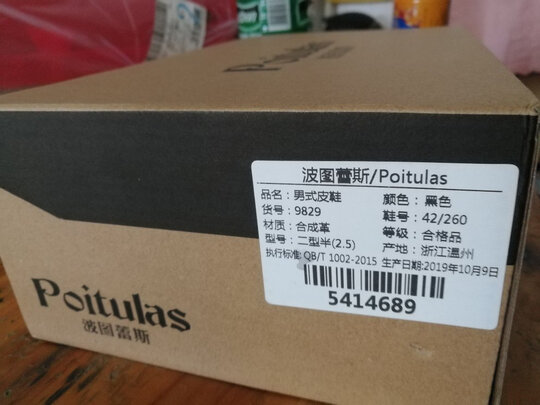 Poitulas
波图蕾斯/Poitulas
品名：男式皮鞋 颜色：黑色
货号：9829 鞋号：42/260
材质：合成革 等级：合格品
型号：二型半(2.5) 产地：浙江温州
执行标准: QB/T 1002-2015 生产日期:2019年10月9日
5414689
Poitulas
波图蕾斯